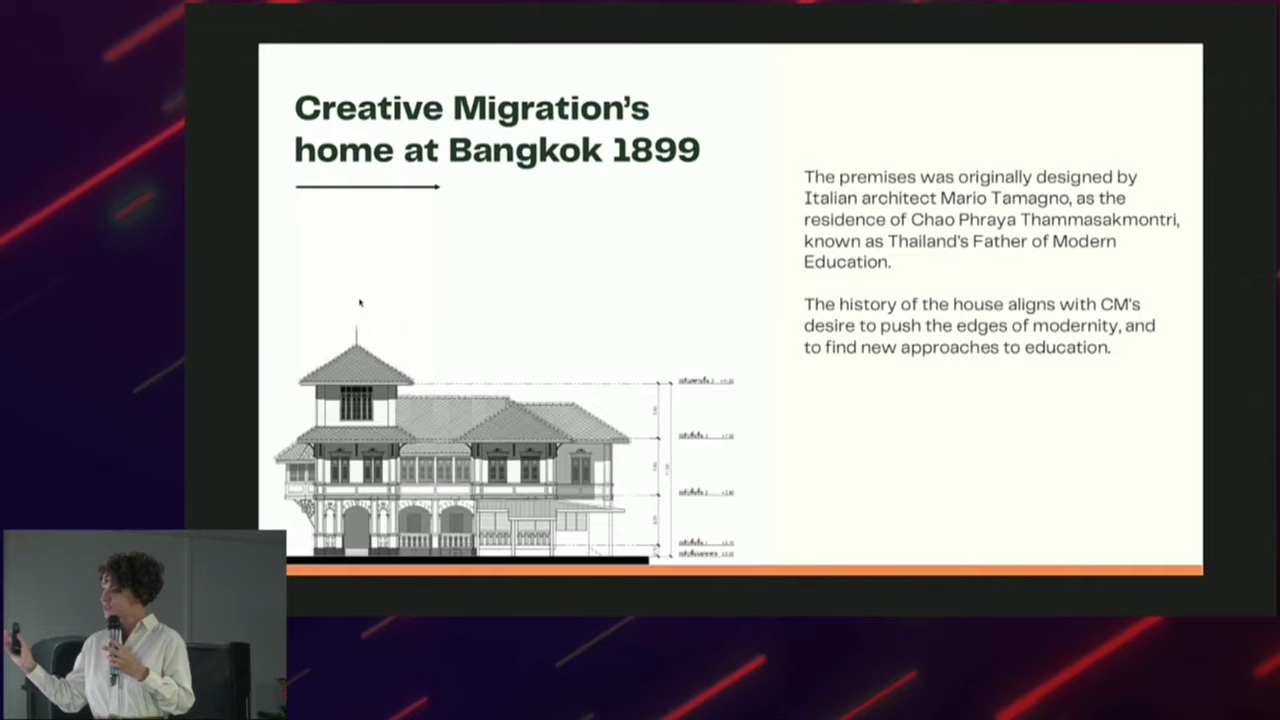 Creative Migration's
home at Bangkok 1899
The premises was originally designed by
Italian architect Mario Tamagno, as the
residence of Chao Phraya Thammasakmontri,
known as Thailand's Father of Modern
Education.
The history of the house aligns with CM's
desire to push the edges of modernity, and
to find new approaches to education.